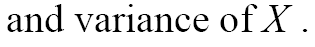 and variance of X .